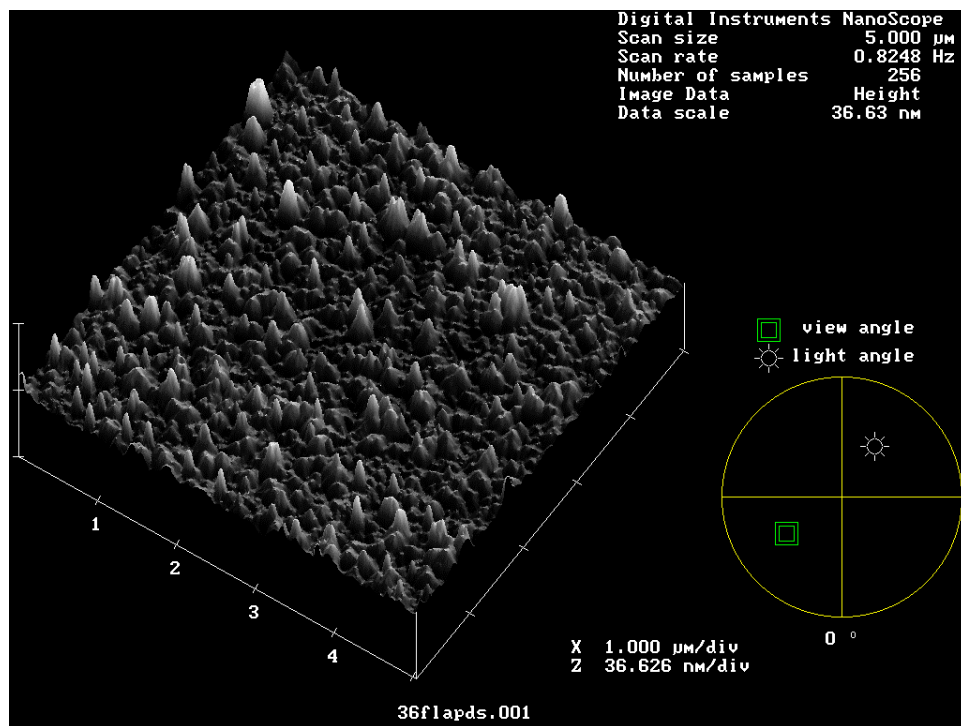 Digital Instruments NanoScope
Scan size 5.000 µm
Scan rate 0.8248 Hz
Number of samples 256
Image Data Height
Data scale 36.63 nm
view angle
light angle
1
2
3
4
0 °
X 1.000 µm/div
Z 36.626 nm/div
36flapds.001